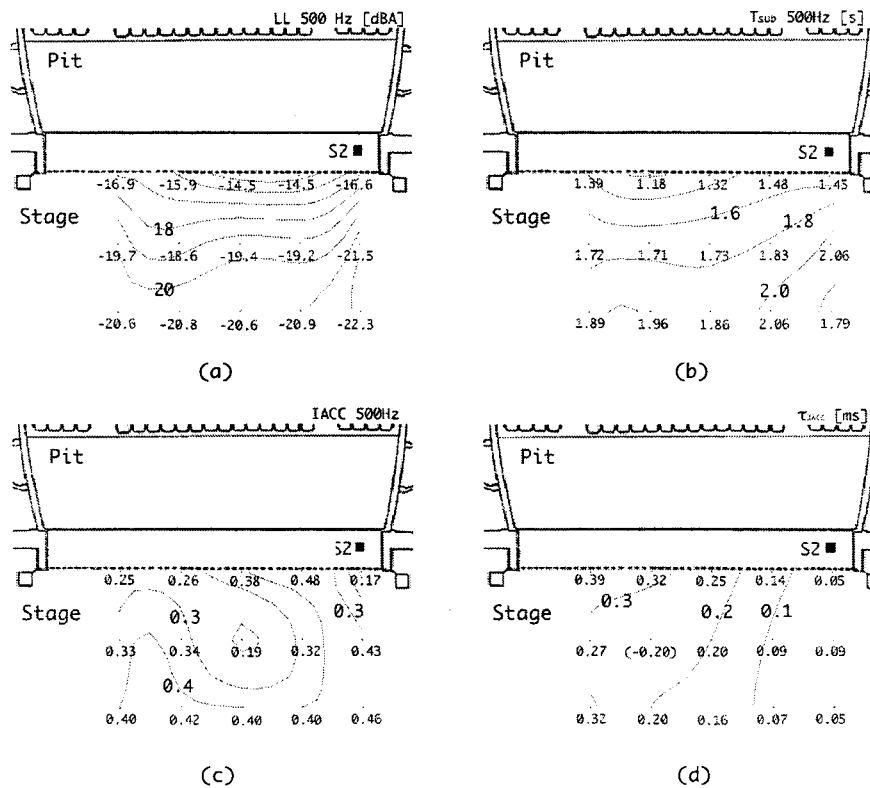 LL 500 Hz [dBA]
Pit
S2
-16.9 -15.9 -14.5 -14.5 -16.6
Stage
18
-19.7 -18.6 -19.4 -19.2 -21.5
20
-20.6 -20.8 -20.6 -20.9 -22.3
(a)
Tsub 500Hz [s]
Pit
S2
1.39 1.18 1.32 1.48 1.45
Stage
1.6
1.8
1.72 1.71 1.73 1.83 2.06
2.0
1.89 1.96 1.86 2.06 1.79
(b)
IACC 500Hz
Pit
S2
0.25 0.26 0.38 0.48 0.17
Stage
0.3
0.3
0.33 0.34 0.19 0.32 0.43
0.4
0.40 0.42 0.40 0.40 0.46
(c)
τIACC [ms]
Pit
S2
0.39 0.32 0.25 0.14 0.05
0.3
Stage
0.2
0.1
0.27 (-0.20) 0.20 0.09 0.09
0.32 0.20 0.16 0.07 0.05
(d)